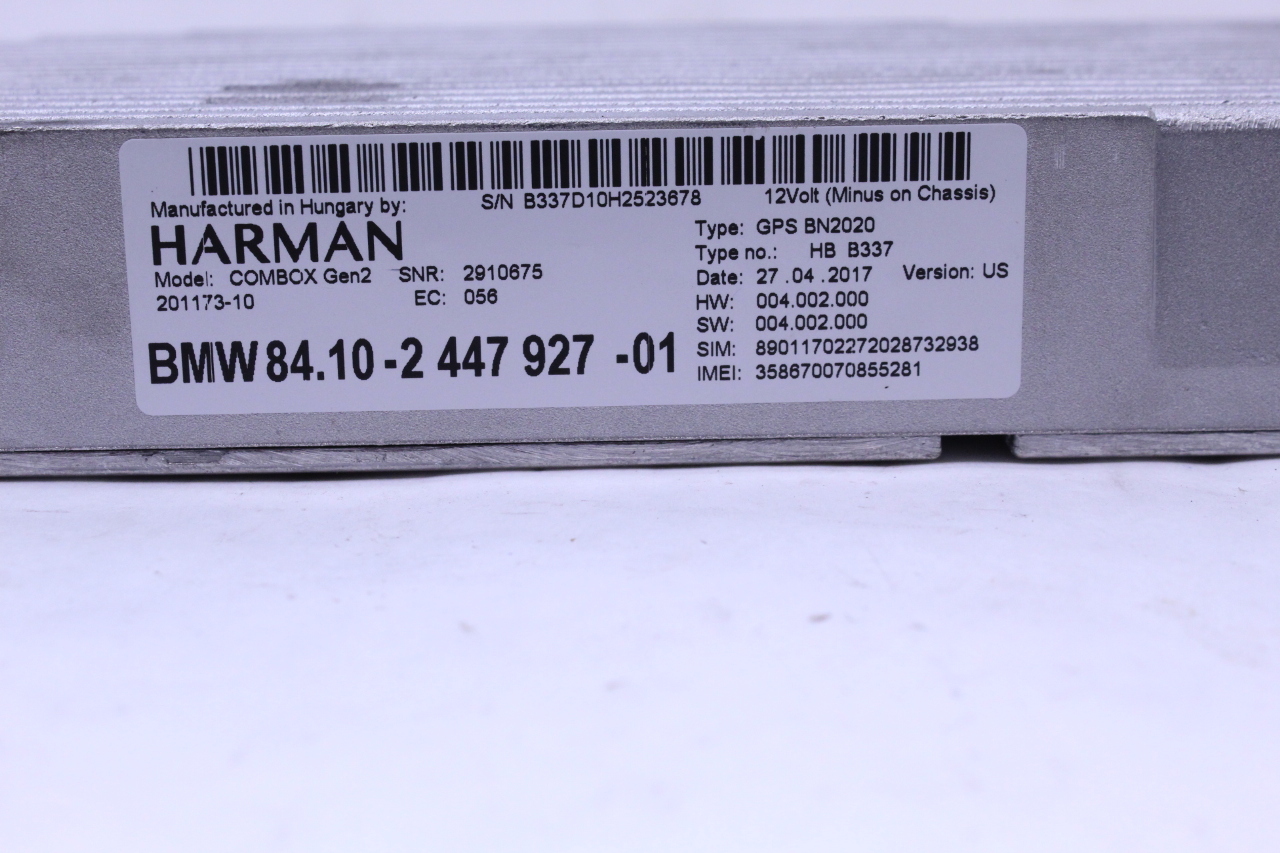 S/N B337D10H2523678
12Volt (Minus on Chassis)
Manufactured in Hungary by:
HARMAN
Model: COMBOX Gen2 SNR: 2910675
201173-10 EC: 056
BMW 84.10-2 447 927 -01
Type: GPS BN2020
Type no.: HB B337
Date: 27 .04 .2017 Version: US
HW: 004.002.000
SW: 004.002.000
SIM: 89011702272028732938
IMEI: 358670070855281